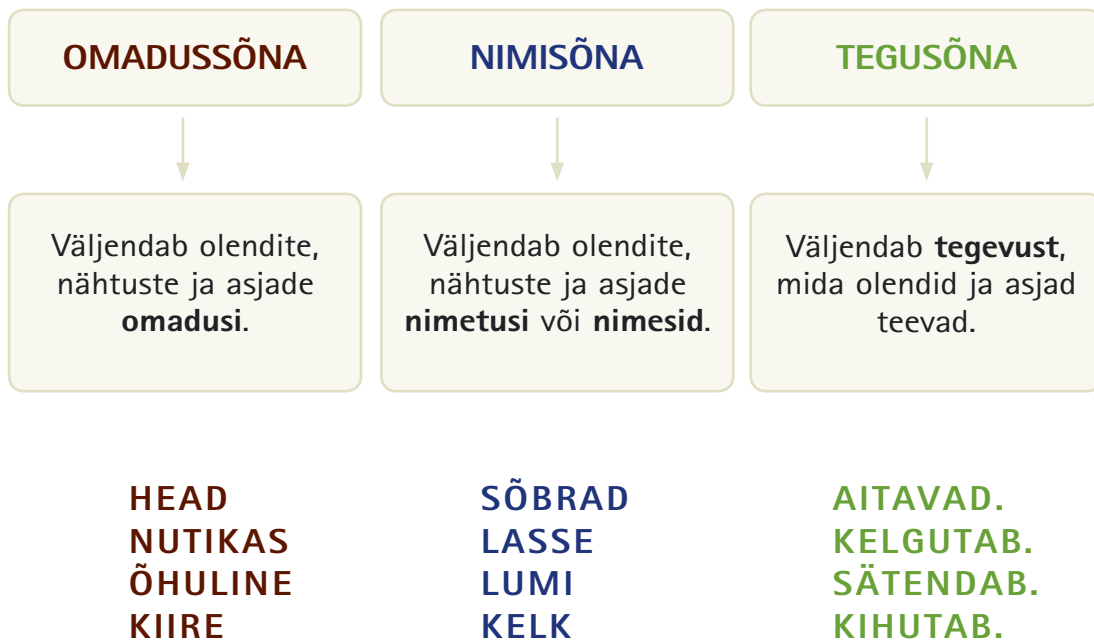 OMADUSSÕNA NIMISÕNA TEGUSÕNA
Väljendab olendite,
nähtuste ja asjade
omadusi.
Väljendab olendite,
nähtuste ja asjade
nimetusi või nimesid.
Väljendab tegevust,
mida olendid ja asjad
teevad.
HEAD SÕBRAD AITAVAD.
NUTIKAS LASSE KELGUTAB.
ÕHULINE LUMI SÄTENDAB.
KIIRE KELK KIHUTAB.